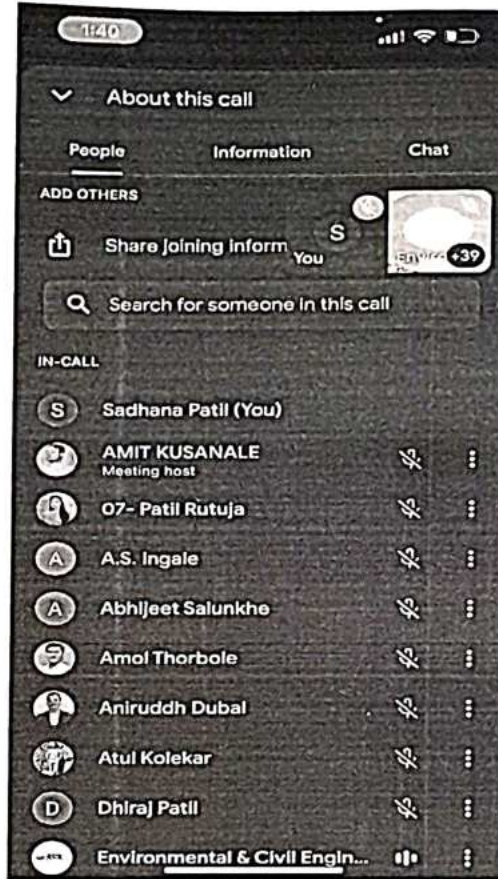 1:40
About this call
People Information Chat
ADD OTHERS
Share joining inform
S
You
+39
Search for someone in this call
IN-CALL
S Sadhana Patil (You)
AMIT KUSANALE
Meeting host
07- Patil Rutuja
A A.S. Ingale
A Abhijeet Salunkhe
Amol Thorbole
Aniruddh Dubal
Atul Kolekar
D Dhiraj Patil
Environmental & Civil Engin...